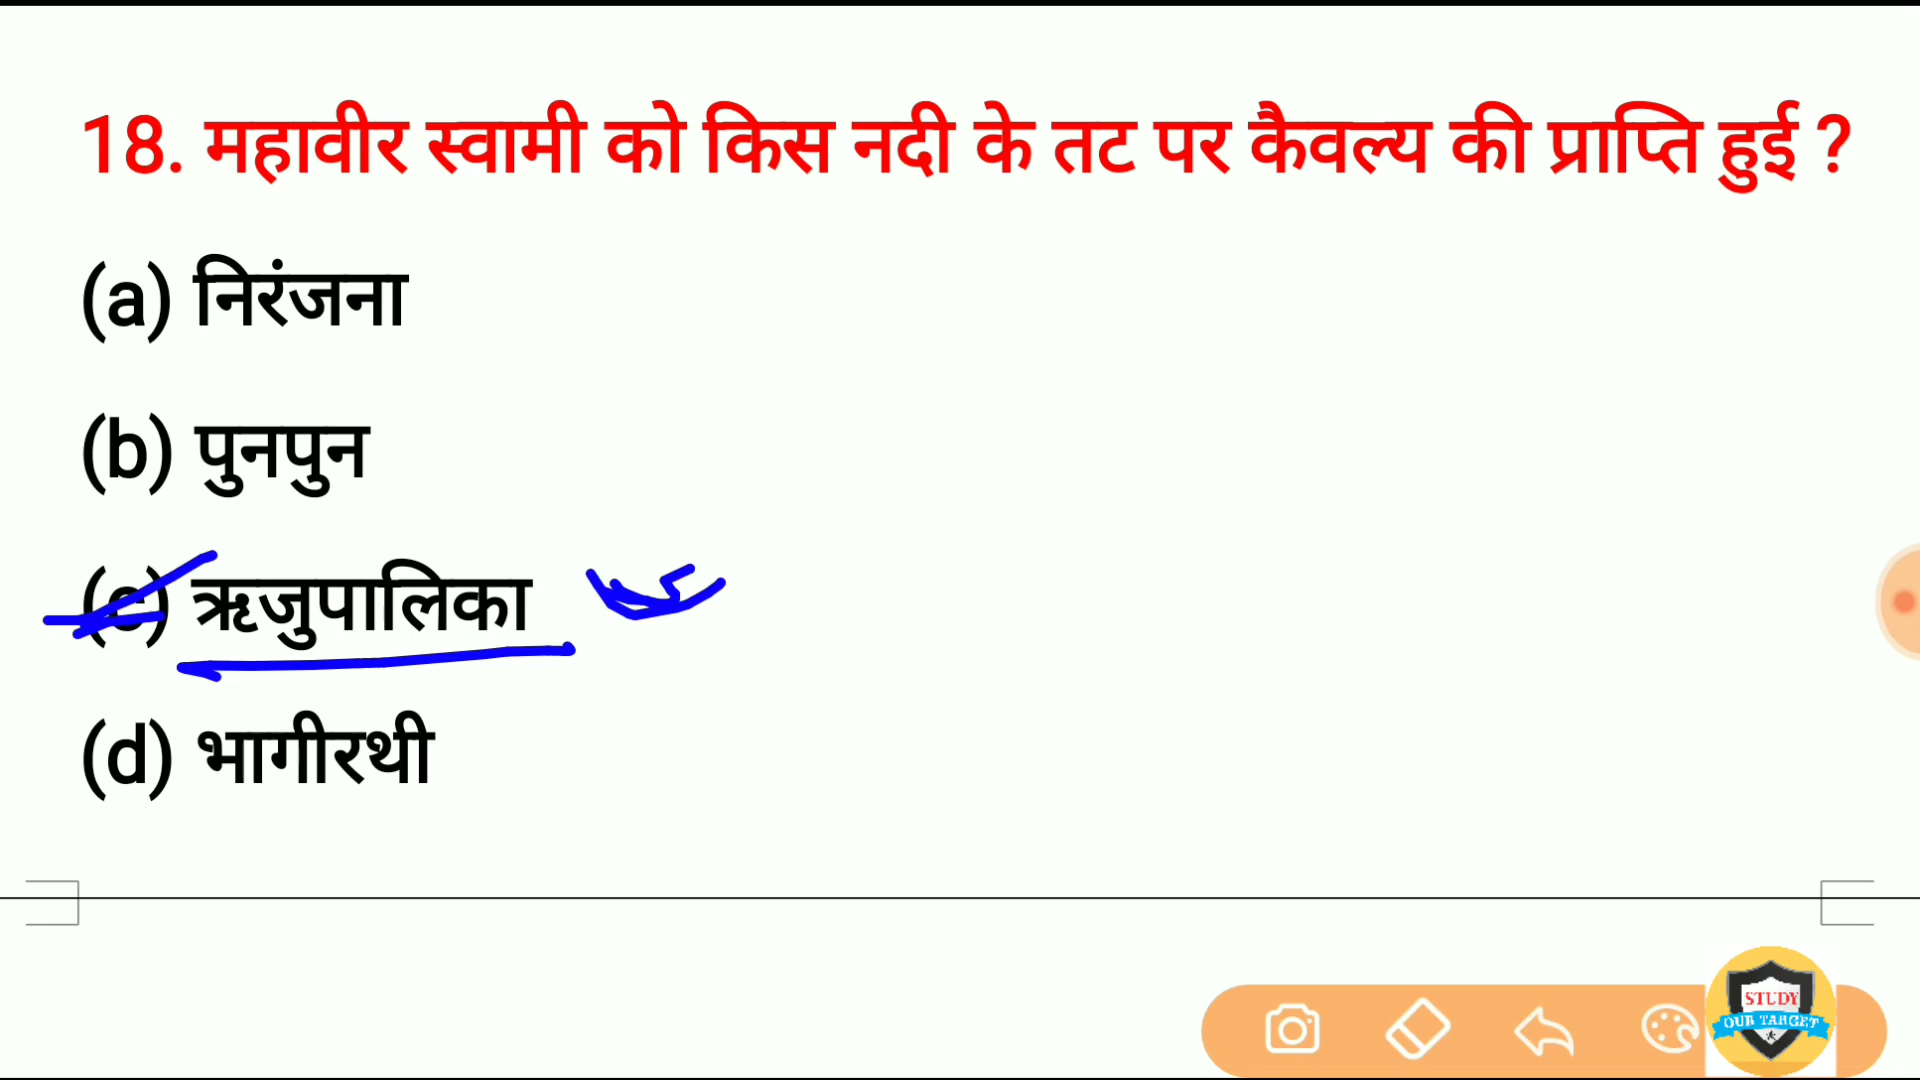 18. महावीर स्वामी को किस नदी के तट पर कैवल्य की प्राप्ति हुई ?
(a) निरंजना
(b) पुनपुन
(c) ऋजुपालिका
(d) भागीरथी
STUDY
OUR TARGET